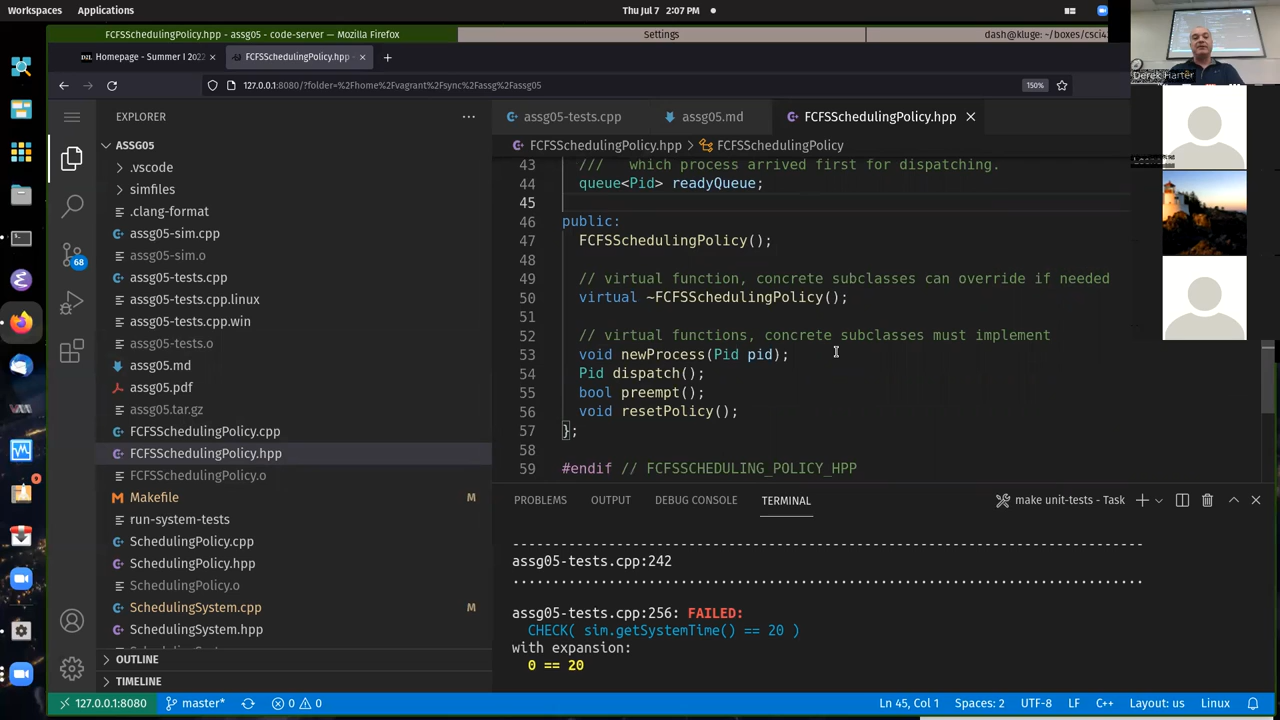 Workspaces Applications Thu Jul 7 2:07 PM
FCFSSchedulingPolicy.hpp - assg05 - code-server — Mozilla Firefox
Settings
dash@kluge: ~/boxes/csci4
Homepage - Summer I 2022
FCFSSchedulingPolicy.hpp -
127.0.0.1:8080/?folder=%2Fhome%2Fvagrant%2Fsync%2Fassg%2Fassg05
150%
Derek Harter
EXPLORER
ASSG05
.vscode
simfiles
.clang-format
assg05-sim.cpp
assg05-sim.o
assg05-tests.cpp
assg05-tests.cpp.linux
assg05-tests.cpp.win
assg05-tests.o
assg05.md
assg05.pdf
assg05.tar.gz
FCFSSchedulingPolicy.cpp
FCFSSchedulingPolicy.hpp
FCFSSchedulingPolicy.o
Makefile M
run-system-tests
SchedulingPolicy.cpp
SchedulingPolicy.hpp
SchedulingPolicy.o
SchedulingSystem.cpp M
SchedulingSystem.hpp
OUTLINE
TIMELINE
68
9
assg05-tests.cpp
assg05.md
FCFSSchedulingPolicy.hpp
FCFSSchedulingPolicy.hpp > FCFSSchedulingPolicy
43 /// which process arrived first for dispatching.
44 queue<Pid> readyQueue;
45
46 public:
47 FCFSSchedulingPolicy();
48
49 // virtual function, concrete subclasses can override if needed
50 virtual ~FCFSSchedulingPolicy();
51
52 // virtual functions, concrete subclasses must implement
53 void newProcess(Pid pid);
54 Pid dispatch();
55 bool preempt();
56 void resetPolicy();
57 };
58
59 #endif // FCFSSCHEDULING_POLICY_HPP
PROBLEMS OUTPUT DEBUG CONSOLE TERMINAL
make unit-tests - Task
-------------------------------------------------------------------------------
assg05-tests.cpp:242
...............................................................................
assg05-tests.cpp:256: FAILED:
CHECK( sim.getSystemTime() == 20 )
with expansion:
0 == 20
127.0.0.1:8080 master* 0 0 Ln 45, Col 1 Spaces: 2 UTF-8 LF C++ Layout: us Linux